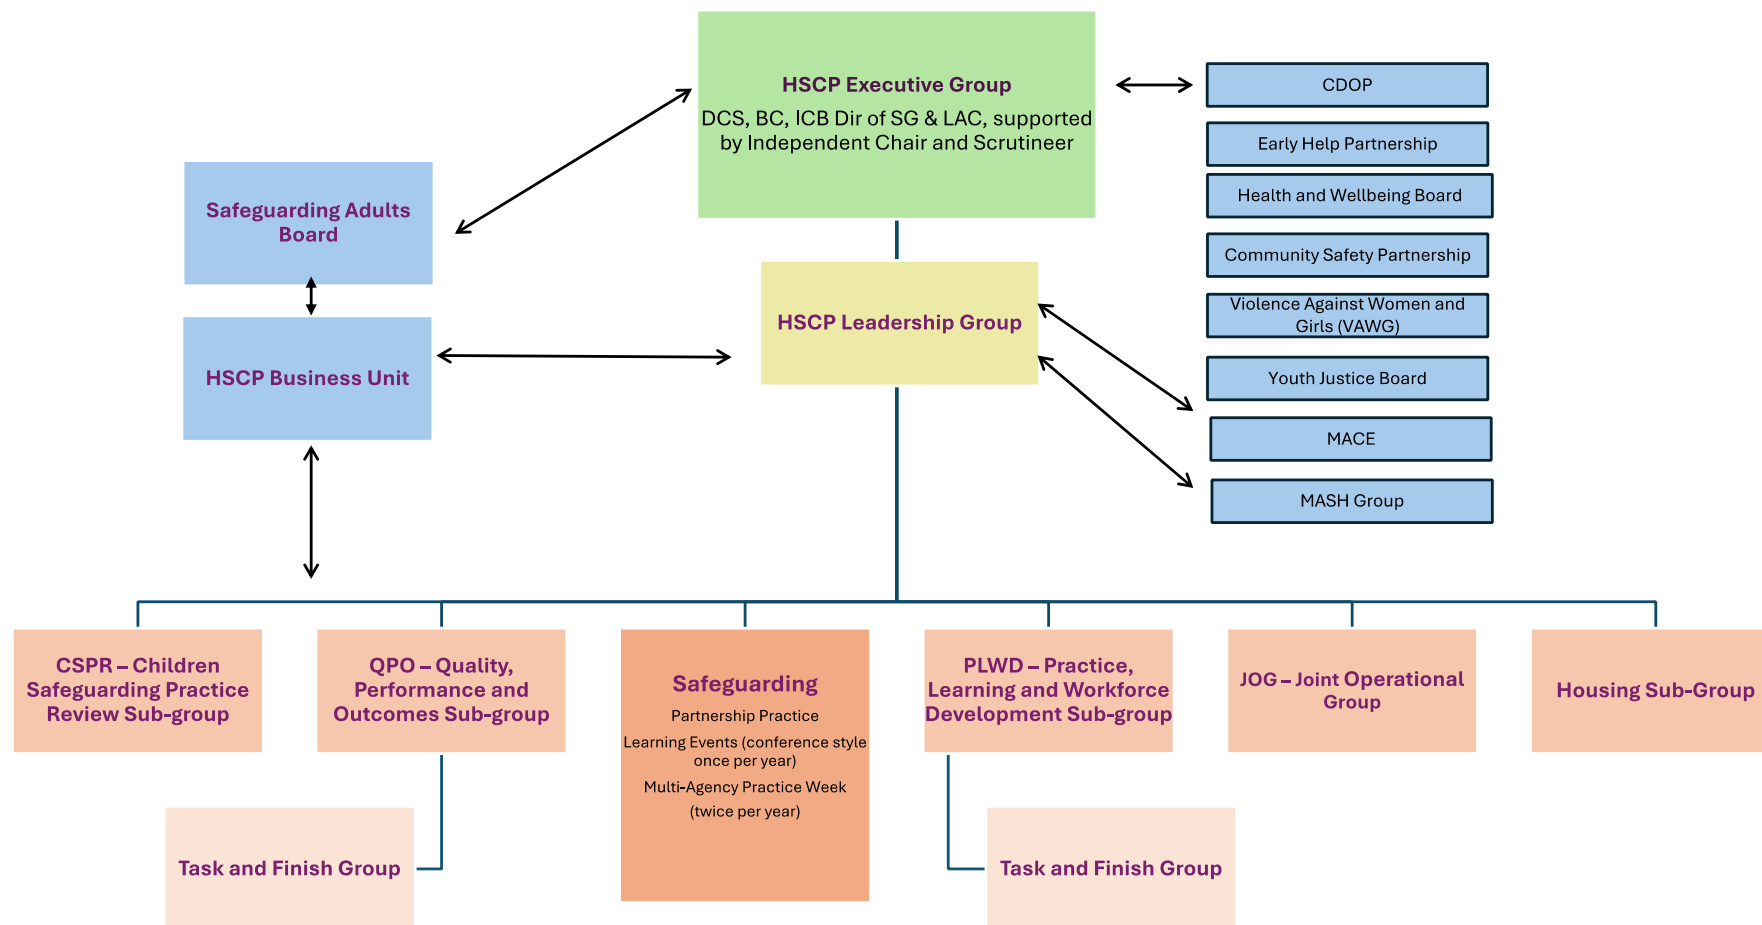 HSCP Executive Group
DCS, BC, ICB Dir of SG & LAC, supported
by Independent Chair and Scrutineer
CDOP
Early Help Partnership
Health and Wellbeing Board
Community Safety Partnership
Violence Against Women and
Girls (VAWG)
Youth Justice Board
MACE
MASH Group
Safeguarding Adults
Board
HSCP Business Unit
HSCP Leadership Group
CSPR – Children
Safeguarding Practice
Review Sub-group
QPO – Quality,
Performance and
Outcomes Sub-group
Safeguarding
Partnership Practice
Learning Events (conference style
once per year)
Multi-Agency Practice Week
(twice per year)
PLWD – Practice,
Learning and Workforce
Development Sub-group
JOG – Joint Operational
Group
Housing Sub-Group
Task and Finish Group
Task and Finish Group